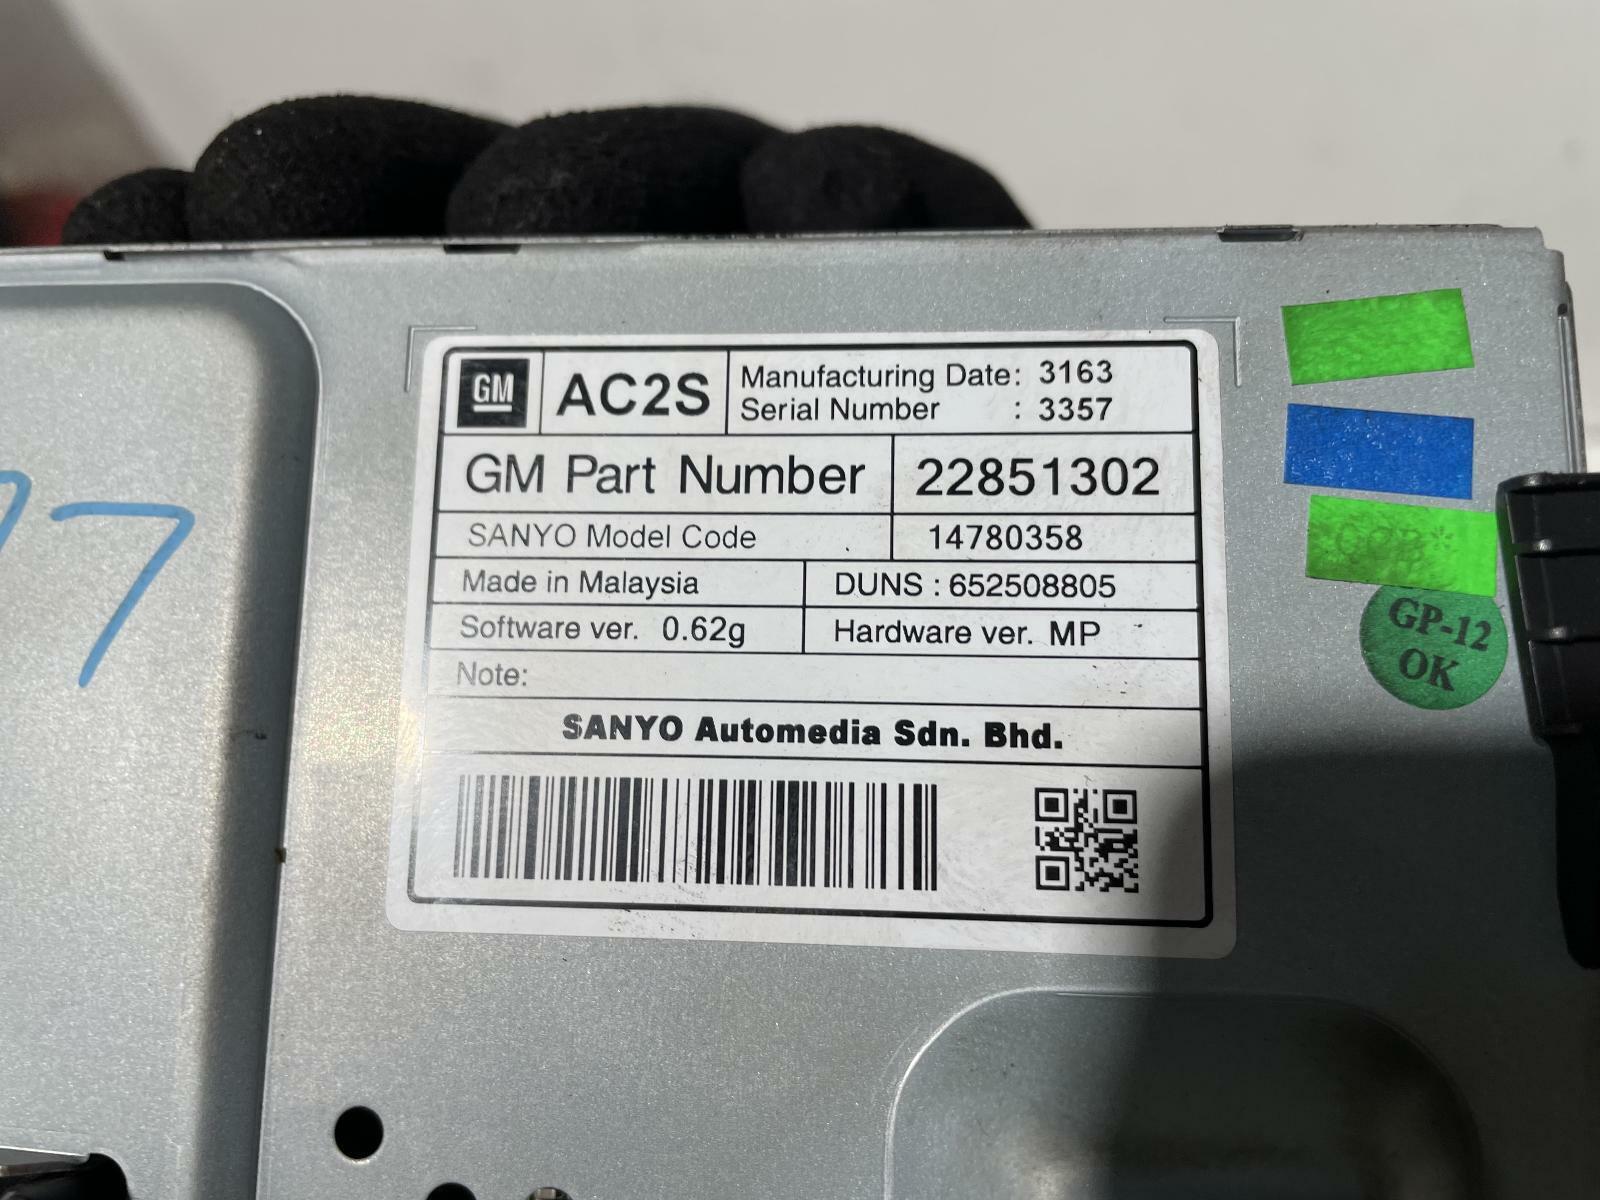 GM
AC2S
Manufacturing Date: 3163
Serial Number : 3357
GM Part Number 22851302
SANYO Model Code 14780358
Made in Malaysia DUNS : 652508805
Software ver. 0.62g Hardware ver. MP
Note:
SANYO Automedia Sdn. Bhd.
GP-12
OK
7